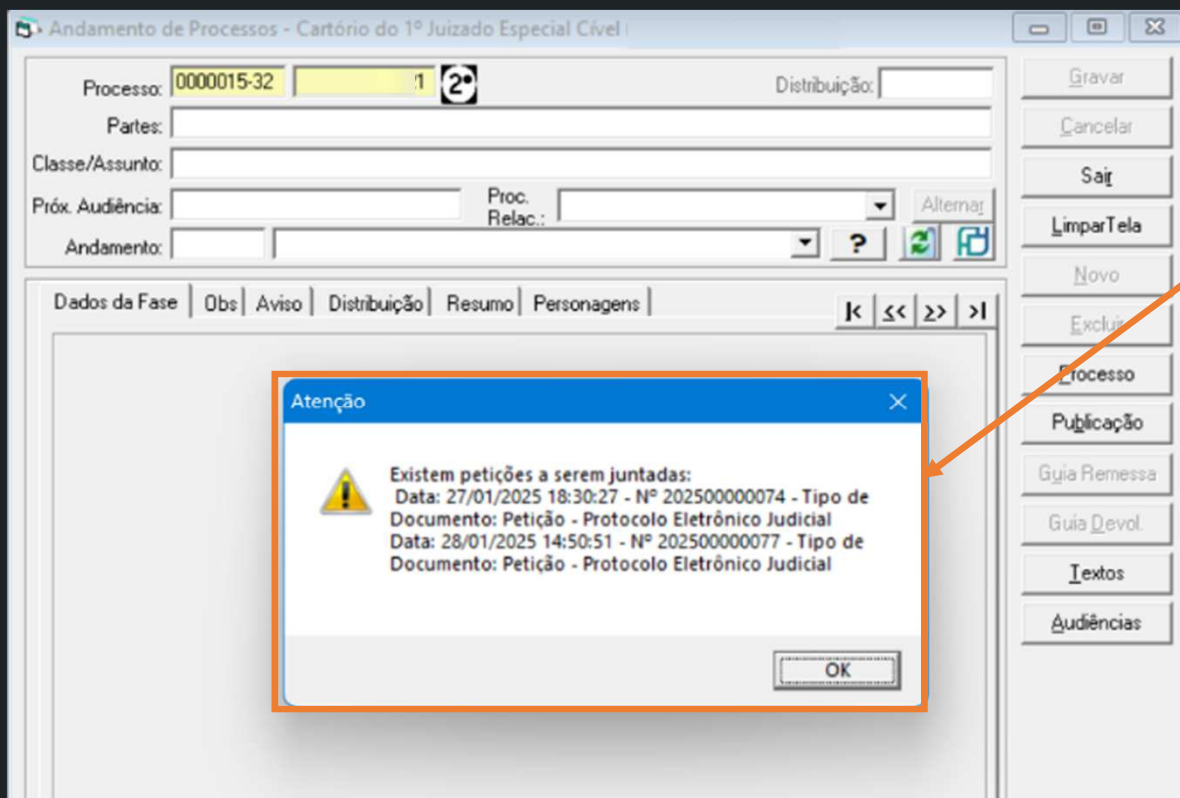 Andamento de Processos - Cartório do 1º Juizado Especial Cível
Processo: 0000015-32 2º Distribuição: Gravar
Partes: Cancelar
Classe/Assunto: Sair
Próx. Audiência: Proc. Relac.: Alternar LimparTela
Andamento: ? Novo
Dados da Fase Obs Aviso Distribuição Resumo Personagens |< << >> >| Excluir
Processo
Atenção
Publicação
Existem petições a serem juntadas:
Guia Remessa
Data: 27/01/2025 18:30:27 - Nº 202500000074 - Tipo de
Documento: Petição - Protocolo Eletrônico Judicial
Guia Devol.
Data: 28/01/2025 14:50:51 - Nº 202500000077 - Tipo de
Documento: Petição - Protocolo Eletrônico Judicial
Textos
Audiências
OK